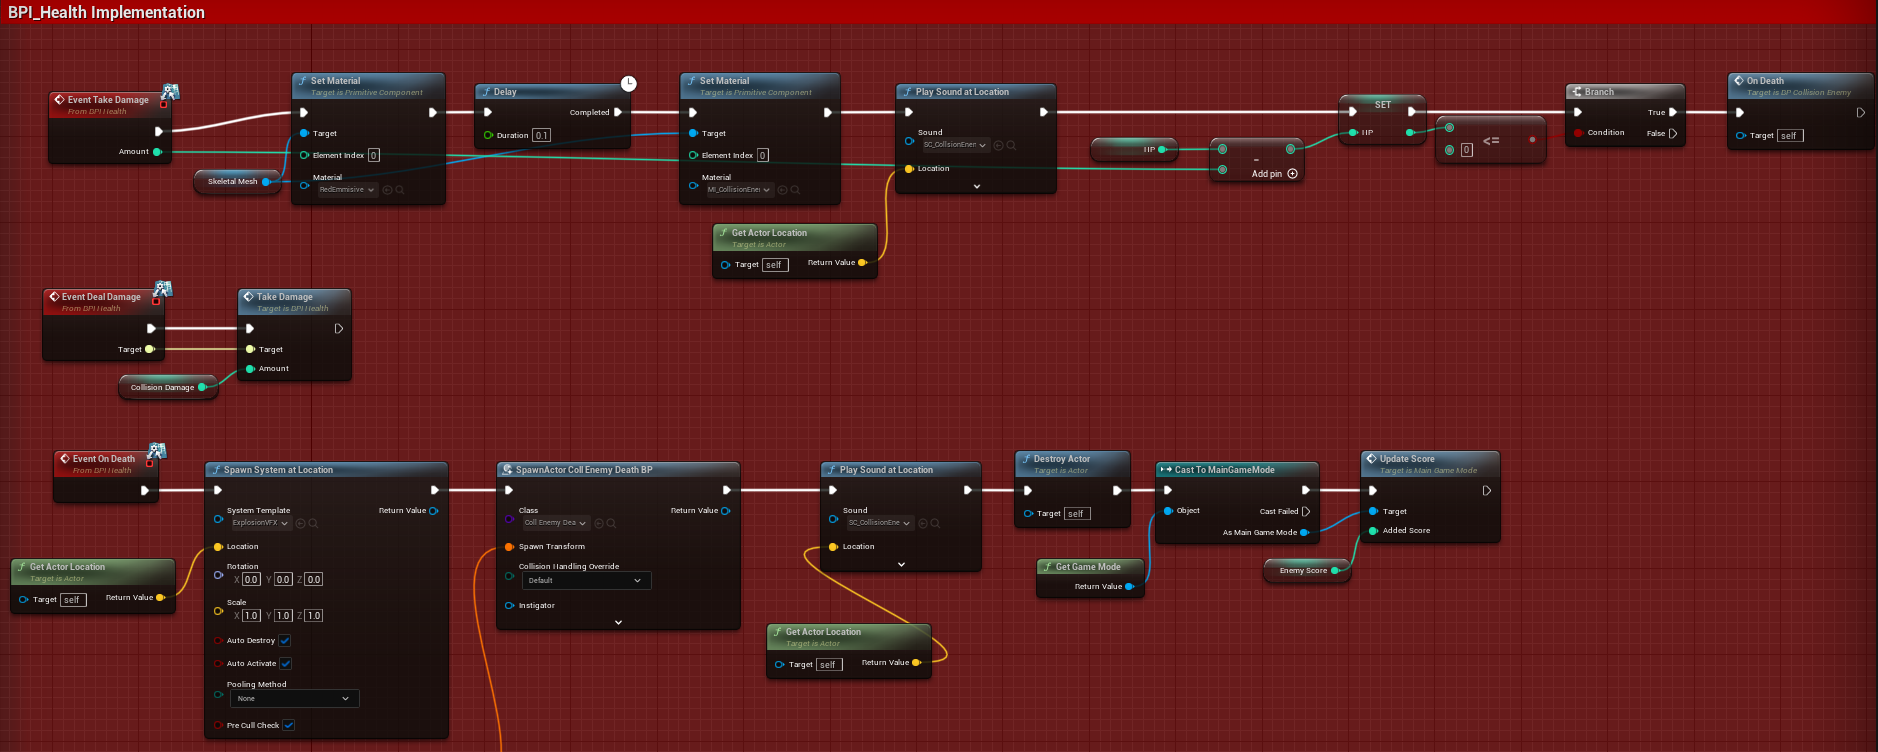 BPI_Health Implementation
Event Take Damage
From BPI Health
Amount
Skeletal Mesh
Set Material
Target is Primitive Component
Target
Element Index 0
Material
RedEmmisive
Delay
Completed
Duration 0.1
Set Material
Target is Primitive Component
Target
Element Index 0
Material
MI_CollisionEner
Play Sound at Location
Sound
SC_CollisionEner
Location
Get Actor Location
Target is Actor
Target self
Return Value
HP
-
Add pin
SET
HP
0
<=
Branch
True
Condition
False
On Death
Target is BP Collision Enemy
Target self
Event Deal Damage
From BPI Health
Target
Collision Damage
Take Damage
Target is BPI Health
Target
Amount
Event On Death
From BPI Health
Get Actor Location
Target is Actor
Target self
Return Value
Spawn System at Location
System Template
Return Value
ExplosionVFX
Location
Rotation
X 0.0 Y 0.0 Z 0.0
Scale
X 1.0 Y 1.0 Z 1.0
Auto Destroy
Auto Activate
Pooling Method
None
Pre Cull Check
SpawnActor Coll Enemy Death BP
Class
Return Value
Coll Enemy Dea
Spawn Transform
Collision Handling Override
Default
Instigator
Play Sound at Location
Sound
SC_CollisionEne
Location
Get Actor Location
Target is Actor
Target self
Return Value
Destroy Actor
Target is Actor
Target self
Get Game Mode
Return Value
Cast To MainGameMode
Object
Cast Failed
As Main Game Mode
Enemy Score
Update Score
Target is Main Game Mode
Target
Added Score